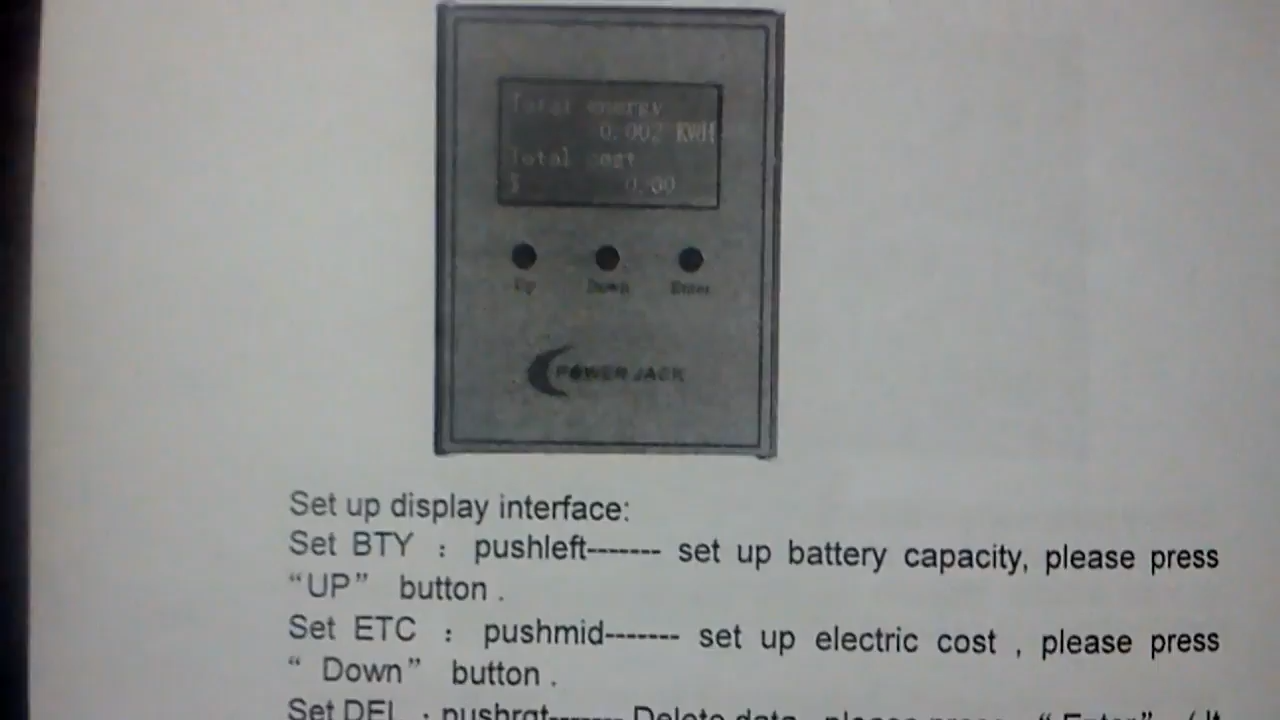 Total energy
0.002 KWH
Total cost
$ 0.00
Up Down Enter
POWER JACK
Set up display interface:
Set BTY : pushleft------- set up battery capacity, please press
“UP” button .
Set ETC : pushmid------- set up electric cost , please press
“ Down” button .
Set DEL : pushrgt------- Delete data, please press “ Enter” ( It